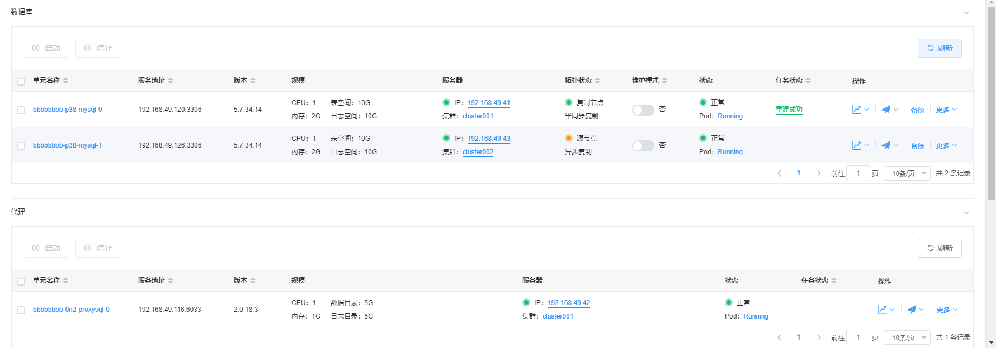 数据库
启动 停止 刷新
单元名称 服务地址 版本 规模 服务器 拓扑状态 维护模式 状态 任务状态 操作
bbbbbbbb-p38-mysql-0 192.168.49.120:3306 5.7.34.14 CPU: 1 表空间: 10G IP: 192.168.49.41 复制节点 否 正常 重建成功 备份 更多
内存: 2G 日志空间: 10G 集群: cluster001 半同步复制 Pod: Running
bbbbbbbb-p38-mysql-1 192.168.49.126:3306 5.7.34.14 CPU: 1 表空间: 10G IP: 192.168.49.43 源节点 否 正常 备份 更多
内存: 2G 日志空间: 10G 集群: cluster002 异步复制 Pod: Running
1 前往 1 页 10条/页 共 2 条记录
代理
启动 停止 刷新
单元名称 服务地址 版本 规模 服务器 状态 任务状态 操作
bbbbbbbb-0n2-proxysql-0 192.168.49.116:6033 2.0.18.3 CPU: 1 数据目录: 5G IP: 192.168.49.42 正常 更多
内存: 1G 日志目录: 5G 集群: cluster001 Pod: Running
1 前往 1 页 10条/页 共 1 条记录